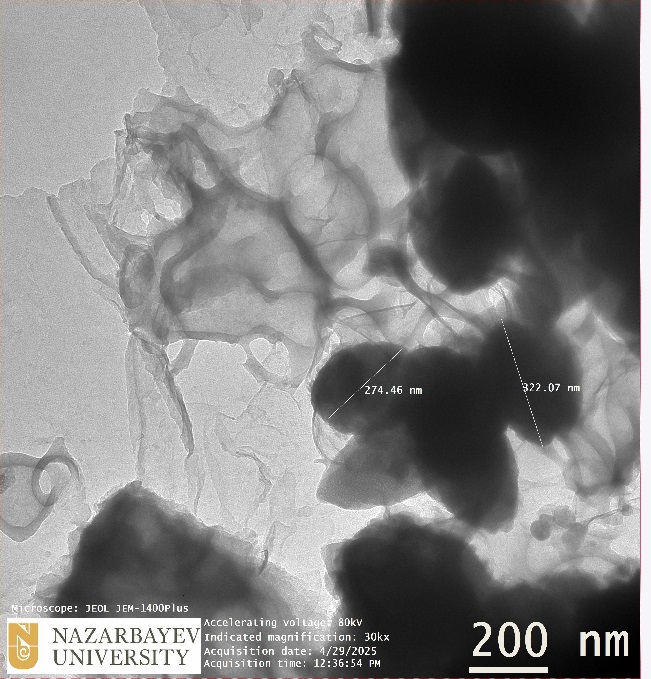 274.46 nm
322.07 nm
Microscope: JEOL JEM-1400Plus
NAZARBAYEV
UNIVERSITY
Accelerating voltage: 80kV
Indicated magnification: 30kx
Acquisition date: 4/29/2025
Acquisition time: 12:36:54 PM
200 nm